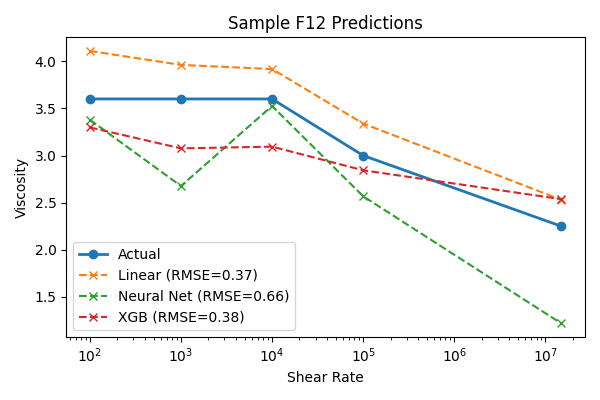 Sample F12 Predictions
Viscosity
4.0
3.5
3.0
2.5
2.0
1.5
Actual
Linear (RMSE=0.37)
Neural Net (RMSE=0.66)
XGB (RMSE=0.38)
10²
10³
10⁴
10⁵
10⁶
10⁷
Shear Rate